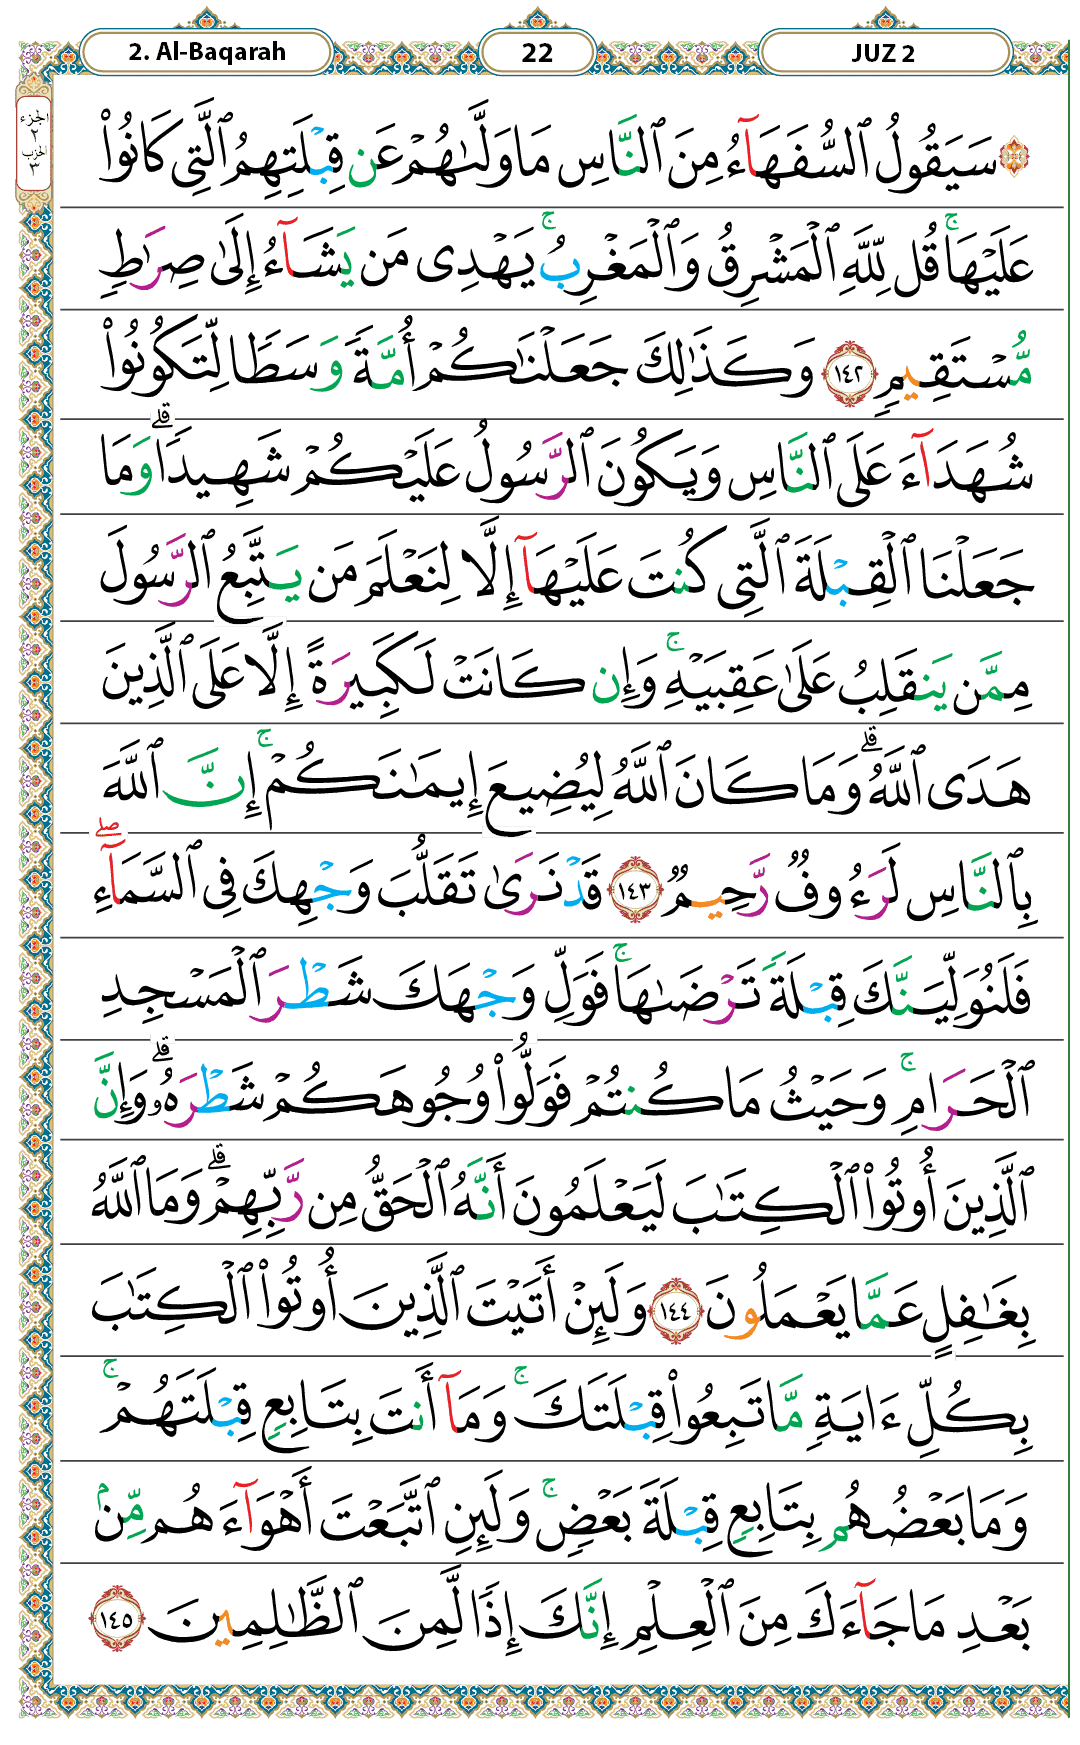 2. Al-Baqarah
22
JUZ 2
الجزء
٢
الحزب
٣
سَيَقُولُ ٱلسُّفَهَآءُ مِنَ ٱلنَّاسِ مَا وَلَّىٰهُمْ عَن قِبْلَتِهِمُ ٱلَّتِى كَانُوا۟
عَلَيْهَا ۚ قُل لِّلَّهِ ٱلْمَشْرِقُ وَٱلْمَغْرِبُ ۚ يَهْدِى مَن يَشَآءُ إِلَىٰ صِرَٰطٍ
مُّسْتَقِيمٍ ١٤٢ وَكَذَٰلِكَ جَعَلْنَٰكُمْ أُمَّةً وَسَطًا لِّتَكُونُوا۟
شُهَدَآءَ عَلَى ٱلنَّاسِ وَيَكُونَ ٱلرَّسُولُ عَلَيْكُمْ شَهِيدًا ۗ وَمَا
جَعَلْنَا ٱلْقِبْلَةَ ٱلَّتِى كُنتَ عَلَيْهَآ إِلَّا لِنَعْلَمَ مَن يَتَّبِعُ ٱلرَّسُولَ
مِمَّن يَنقَلِبُ عَلَىٰ عَقِبَيْهِ ۚ وَإِن كَانَتْ لَكَبِيرَةً إِلَّا عَلَى ٱلَّذِينَ
هَدَى ٱللَّهُ ۗ وَمَا كَانَ ٱللَّهُ لِيُضِيعَ إِيمَٰنَكُمْ ۚ إِنَّ ٱللَّهَ
بِٱلنَّاسِ لَرَءُوفٌ رَّحِيمٌ ١٤٣ قَدْ نَرَىٰ تَقَلُّبَ وَجْهِكَ فِى ٱلسَّمَآءِ ۖ
فَلَنُوَلِّيَنَّكَ قِبْلَةً تَرْضَىٰهَا ۚ فَوَلِّ وَجْهَكَ شَطْرَ ٱلْمَسْجِدِ
ٱلْحَرَامِ ۚ وَحَيْثُ مَا كُنتُمْ فَوَلُّوا۟ وُجُوهَكُمْ شَطْرَهُۥ ۗ وَإِنَّ
ٱلَّذِينَ أُوتُوا۟ ٱلْكِتَٰبَ لَيَعْلَمُونَ أَنَّهُ ٱلْحَقُّ مِن رَّبِّهِمْ ۗ وَمَا ٱللَّهُ
بِغَٰفِلٍ عَمَّا يَعْمَلُونَ ١٤٤ وَلَئِنْ أَتَيْتَ ٱلَّذِينَ أُوتُوا۟ ٱلْكِتَٰبَ
بِكُلِّ ءَايَةٍ مَّا تَبِعُوا۟ قِبْلَتَكَ ۚ وَمَآ أَنتَ بِتَابِعٍ قِبْلَتَهُمْ ۚ
وَمَا بَعْضُهُم بِتَابِعٍ قِبْلَةَ بَعْضٍ ۚ وَلَئِنِ ٱتَّبَعْتَ أَهْوَآءَهُم مِّنۢ
بَعْدِ مَا جَآءَكَ مِنَ ٱلْعِلْمِ إِنَّكَ إِذًا لَّمِنَ ٱلظَّٰلِمِينَ ١٤٥